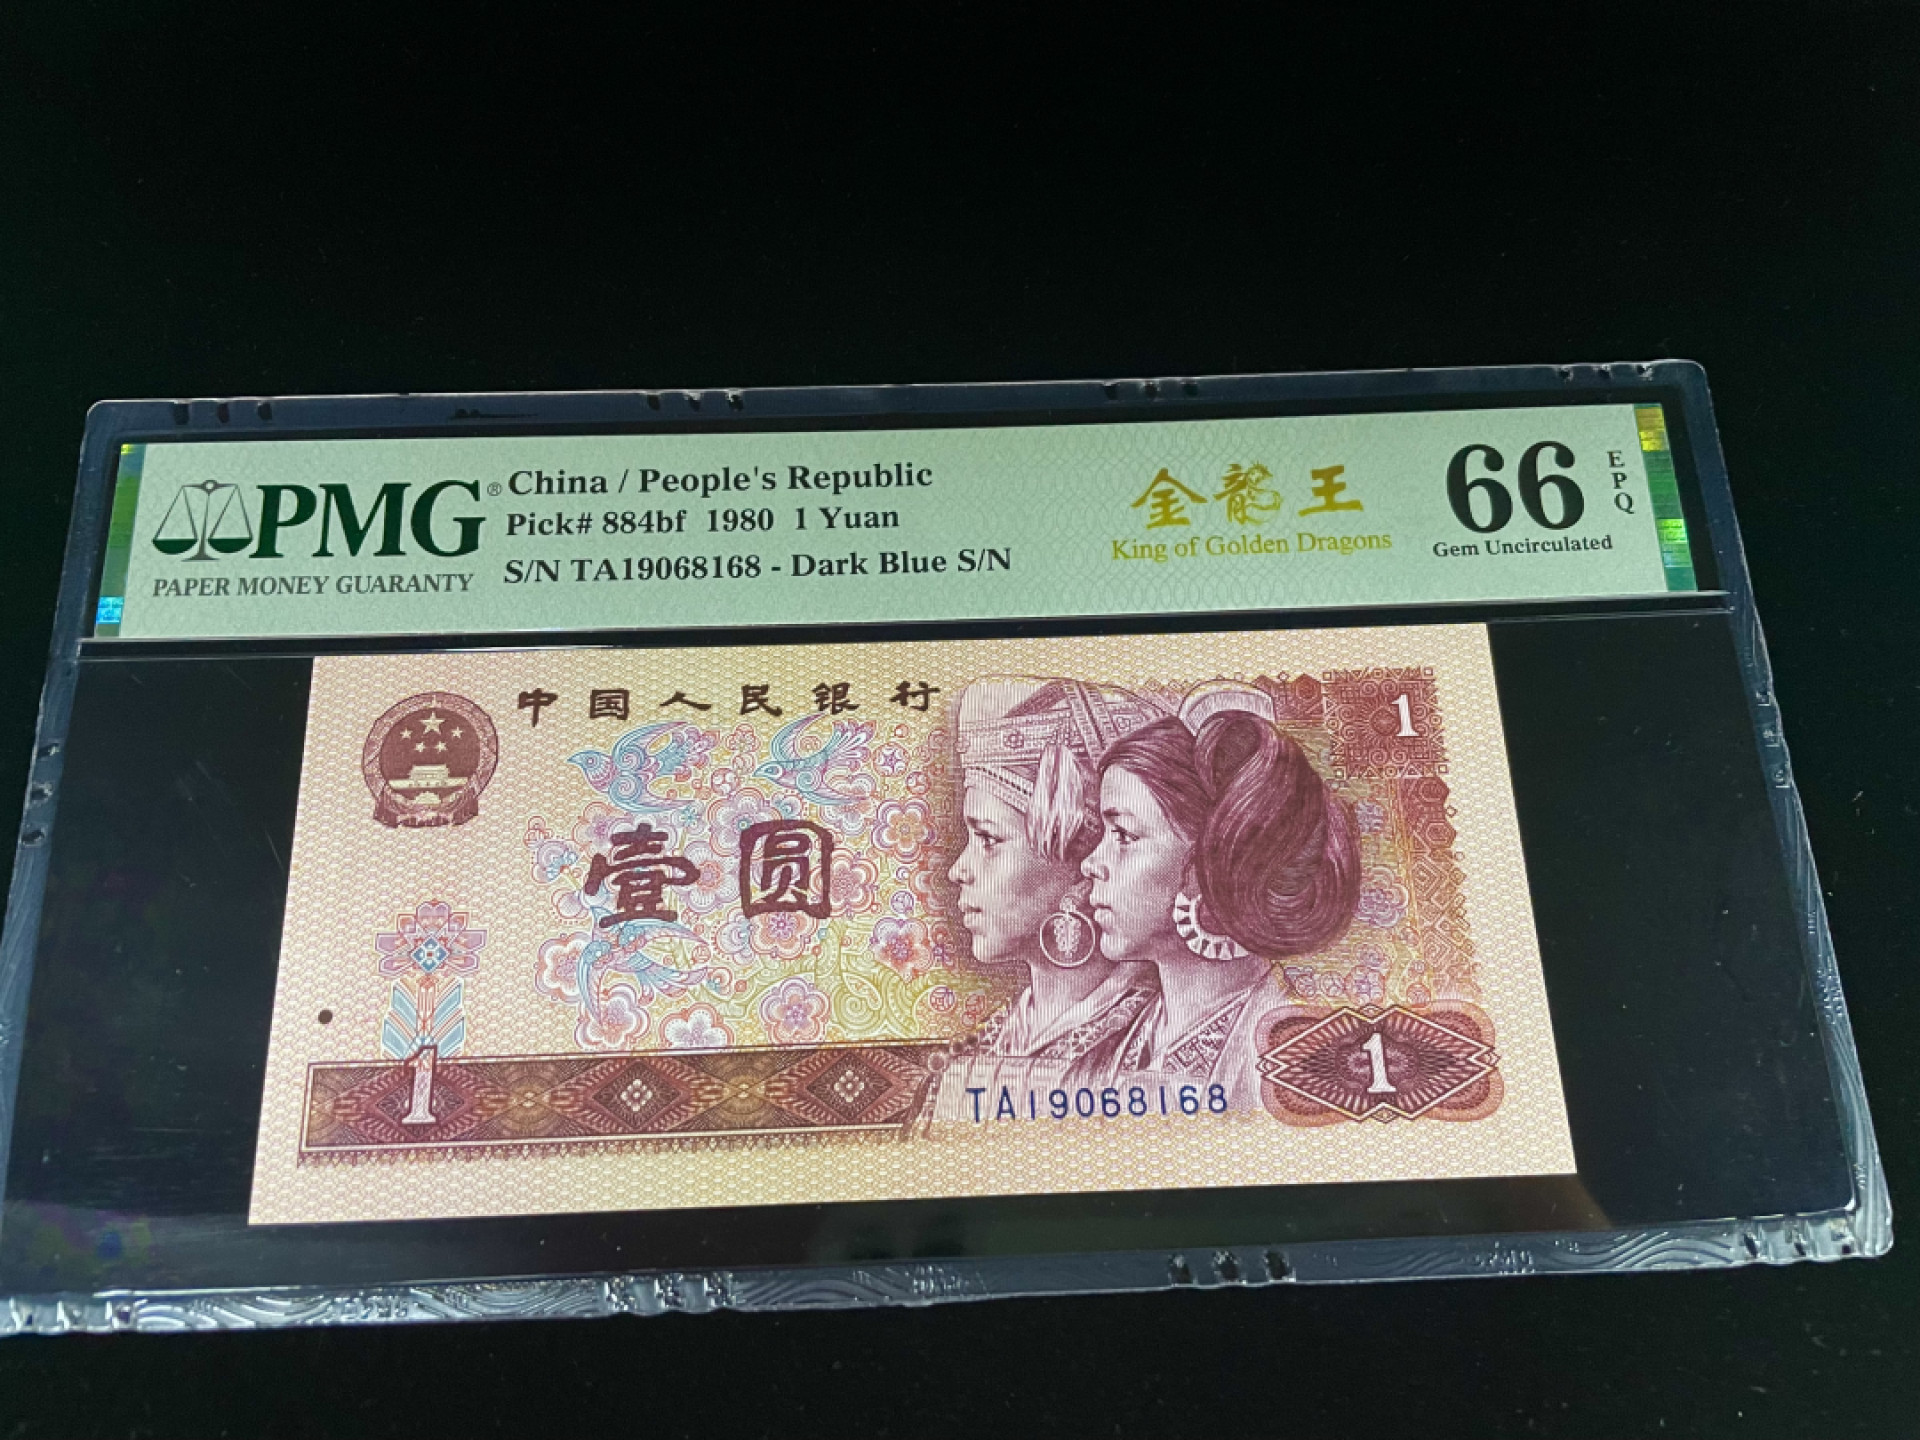 PMG®
PAPER MONEY GUARANTY
China / People's Republic
Pick# 884bf 1980 1 Yuan
S/N TA19068168 - Dark Blue S/N
金龍王
King of Golden Dragons
66
EPQ
Gem Uncirculated
中国人民银行
1
壹圆
1
TA19068168
1